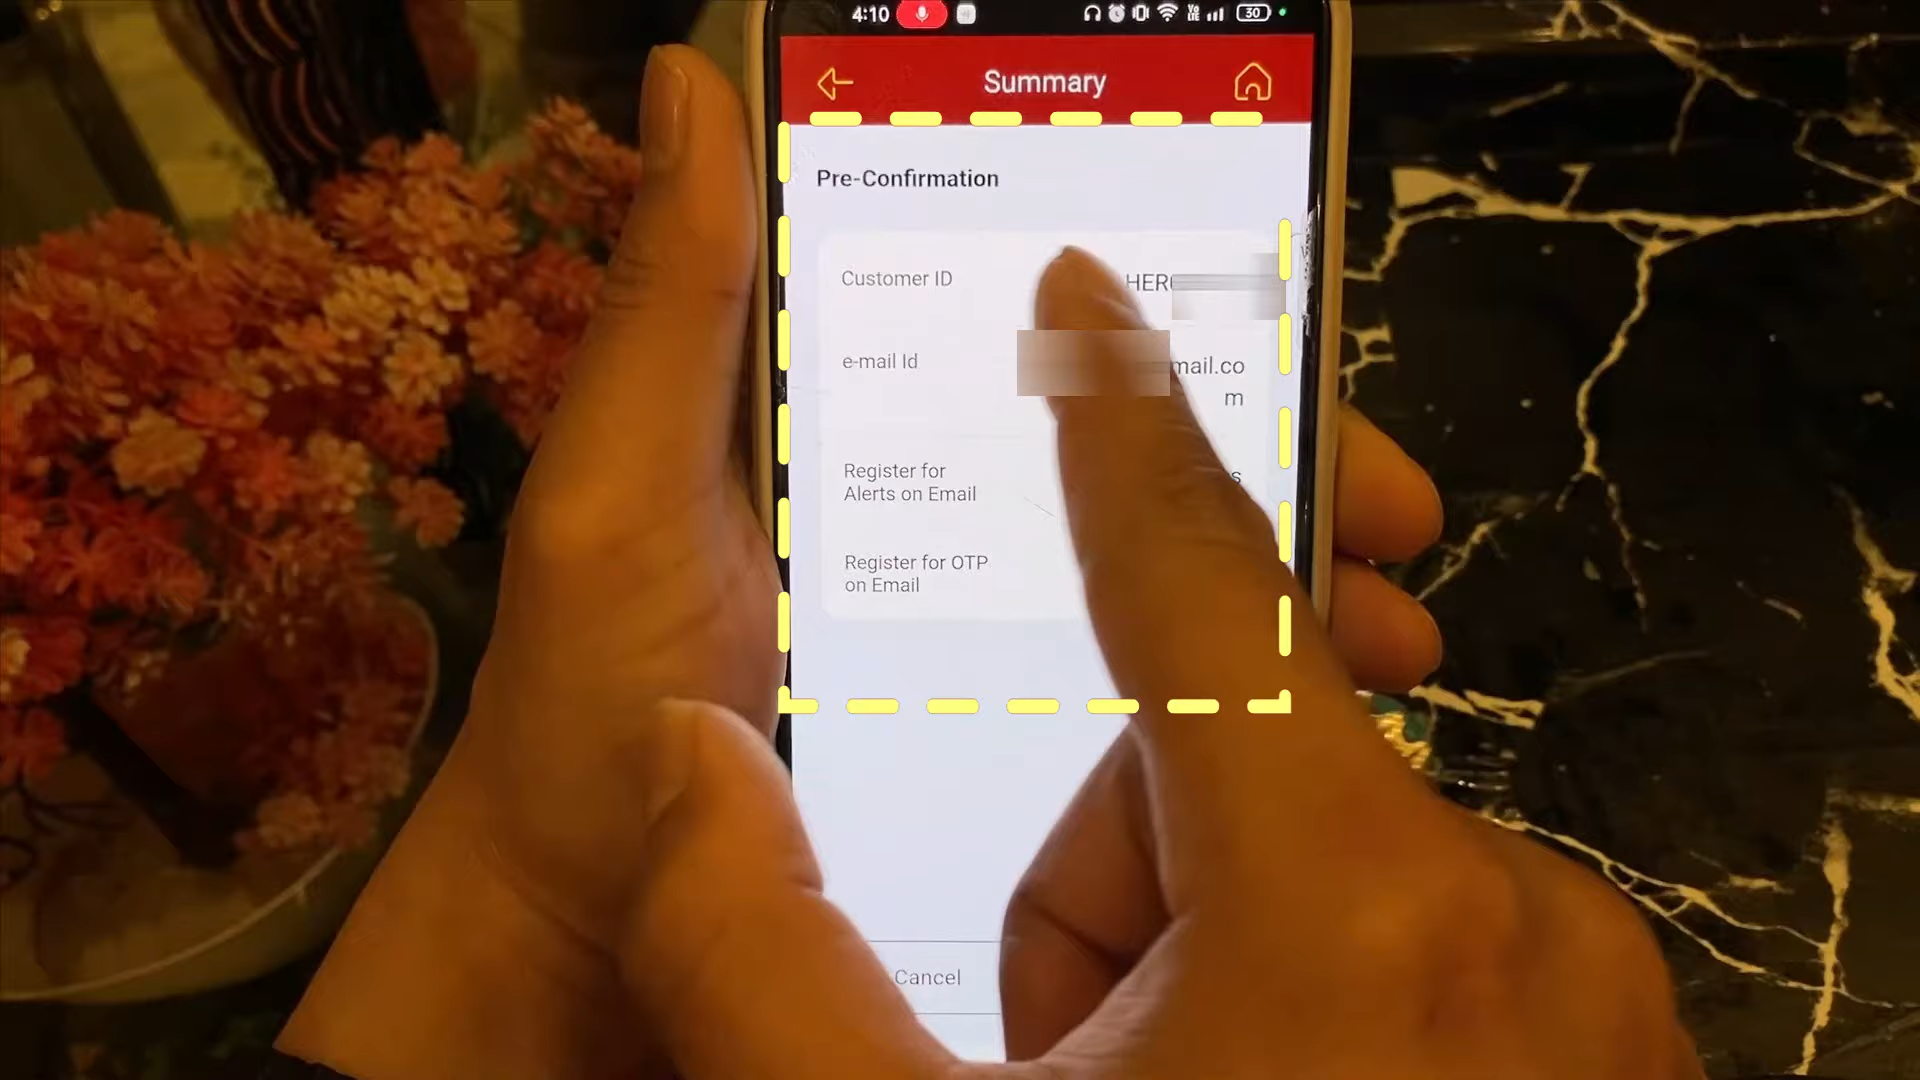 4:10
30
Summary
Pre-Confirmation
Customer ID
HER
e-mail Id
mail.co
m
Register for
Alerts on Email
s
Register for OTP
on Email
Cancel